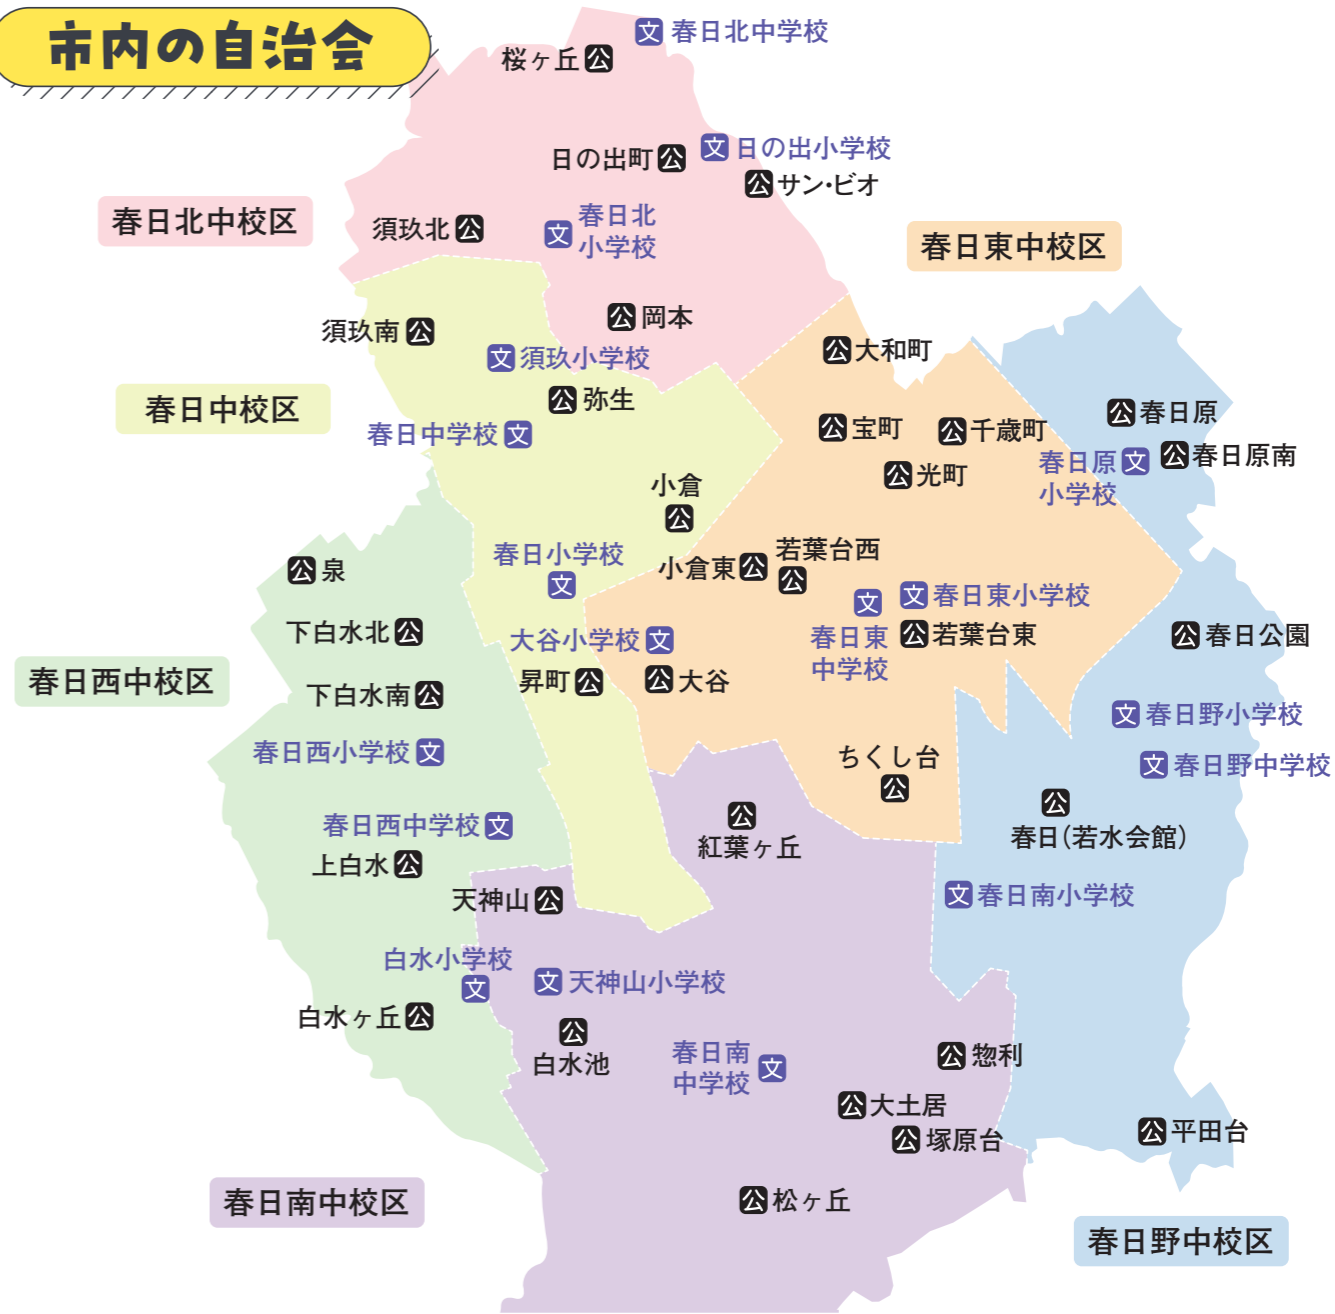 市内の自治会
文 春日北中学校
桜ヶ丘 公
日の出町 公
文 日の出小学校
公 サン・ビオ
春日北中校区
須玖北 公
文 春日北
小学校
春日東中校区
公 岡本
須玖南 公
文 須玖小学校
公 大和町
春日中校区
公 弥生
春日中学校 文
公 宝町
公 千歳町
公 春日原
春日原 文
小学校
公 春日原南
公 光町
小倉
公
春日小学校
文
小倉東 公
若葉台西
公
公 泉
文
春日東
中学校
文 春日東小学校
公 若葉台東
下白水北 公
大谷小学校 文
公 春日公園
春日西中校区
下白水南 公
昇町 公
公 大谷
文 春日野小学校
春日西小学校 文
ちくし台
公
文 春日野中学校
春日西中学校 文
公
紅葉ヶ丘
公
春日(若水会館)
上白水 公
天神山 公
文 春日南小学校
白水小学校
文
文 天神山小学校
白水ヶ丘 公
公
白水池
春日南 文
中学校
公 惣利
公 大土居
公 塚原台
公 平田台
春日南中校区
公 松ヶ丘
春日野中校区